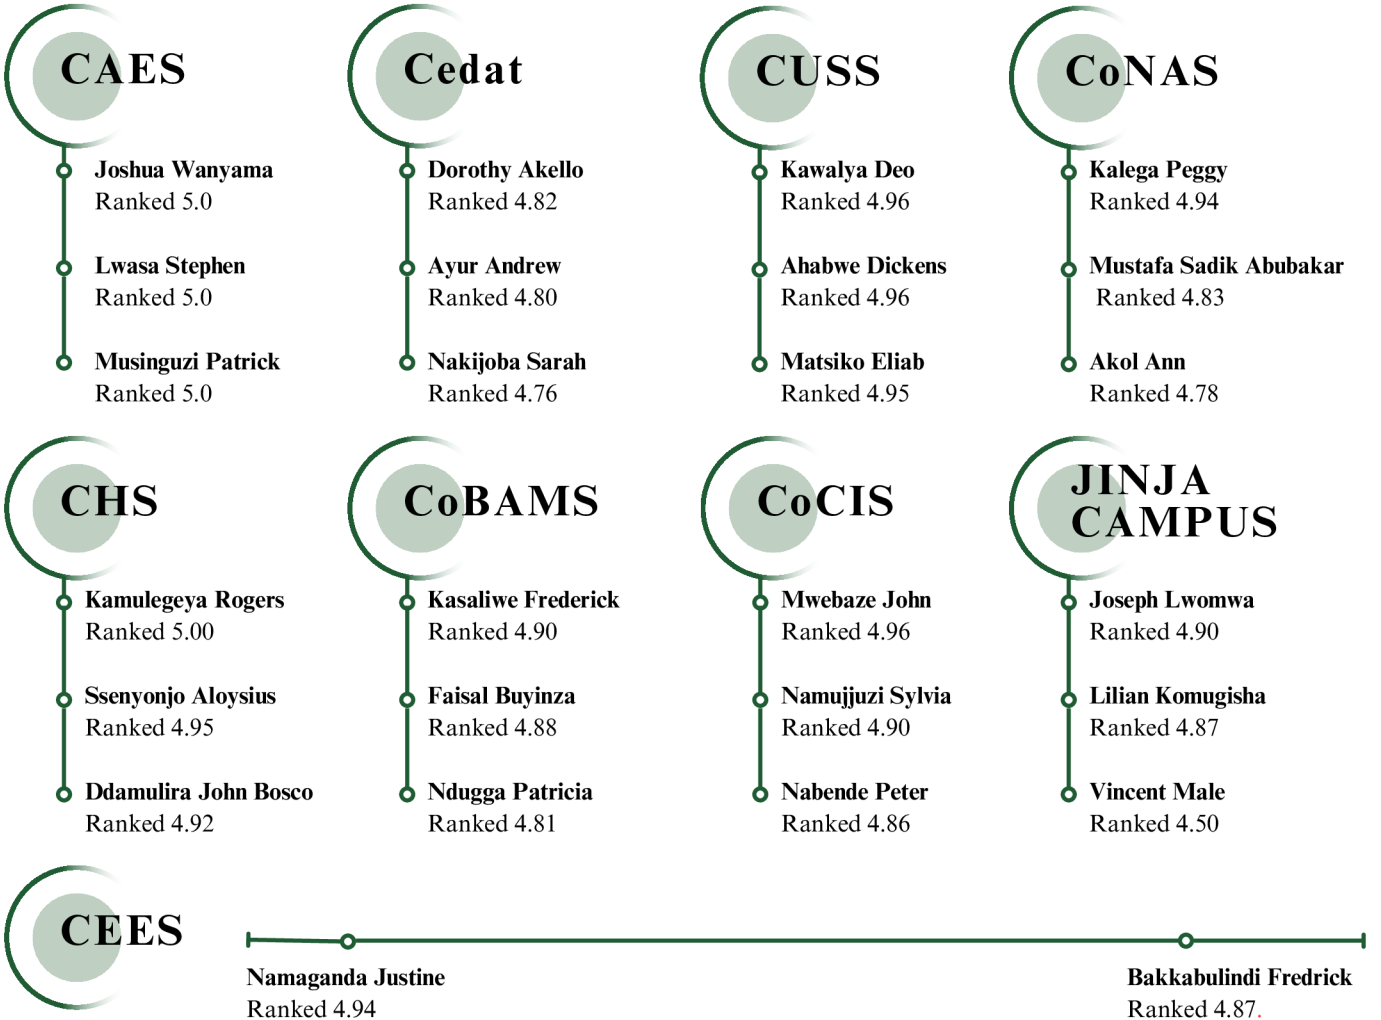 CAES
Joshua Wanyama
Ranked 5.0
Lwasa Stephen
Ranked 5.0
Musinguzi Patrick
Ranked 5.0
Cedat
Dorothy Akello
Ranked 4.82
Ayur Andrew
Ranked 4.80
Nakijoba Sarah
Ranked 4.76
CUSS
Kawalya Deo
Ranked 4.96
Ahabwe Dickens
Ranked 4.96
Matsiko Eliab
Ranked 4.95
CoNAS
Kalega Peggy
Ranked 4.94
Mustafa Sadik Abubakar
Ranked 4.83
Akol Ann
Ranked 4.78
CHS
Kamulegeya Rogers
Ranked 5.00
Ssenyonjo Aloysius
Ranked 4.95
Ddamulira John Bosco
Ranked 4.92
CoBAMS
Kasaliwe Frederick
Ranked 4.90
Faisal Buyinza
Ranked 4.88
Ndugga Patricia
Ranked 4.81
CoCIS
Mwebaze John
Ranked 4.96
Namujjuzi Sylvia
Ranked 4.90
Nabende Peter
Ranked 4.86
JINJA
CAMPUS
Joseph Lwomwa
Ranked 4.90
Lilian Komugisha
Ranked 4.87
Vincent Male
Ranked 4.50
CEES
Namaganda Justine
Ranked 4.94
Bakkabulindi Fredrick
Ranked 4.87.